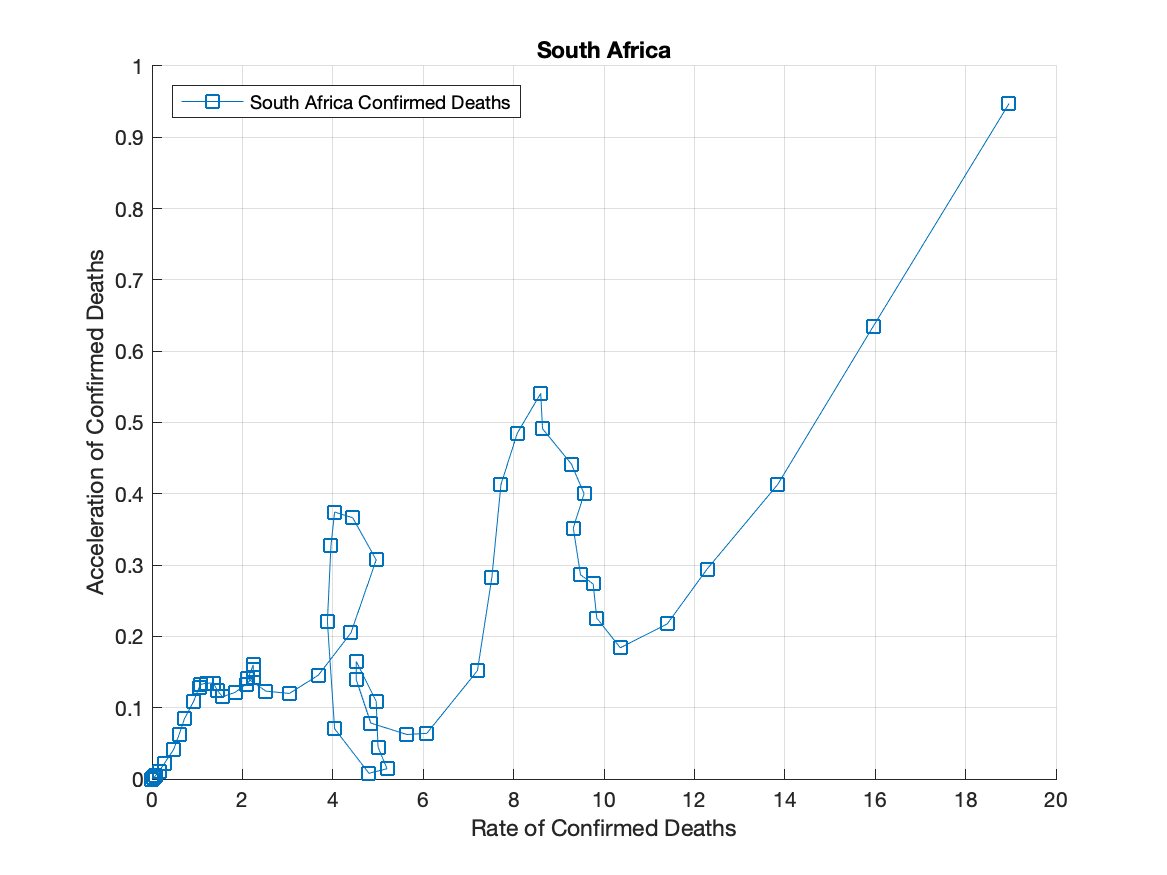 South Africa
South Africa Confirmed Deaths
Acceleration of Confirmed Deaths
1
0.9
0.8
0.7
0.6
0.5
0.4
0.3
0.2
0.1
0
0 2 4 6 8 10 12 14 16 18 20
Rate of Confirmed Deaths